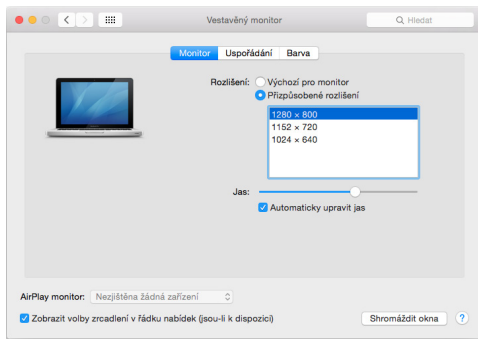 Vestavěný monitor
Hledat
Monitor Uspořádání Barva
Rozlišení: Výchozí pro monitor
Přizpůsobené rozlišení
1280 × 800
1152 × 720
1024 × 640
Jas:
Automaticky upravit jas
AirPlay monitor: Nezjištěna žádná zařízení
Zobrazit volby zrcadlení v řádku nabídek (jsou-li k dispozici) Shromáždit okna ?